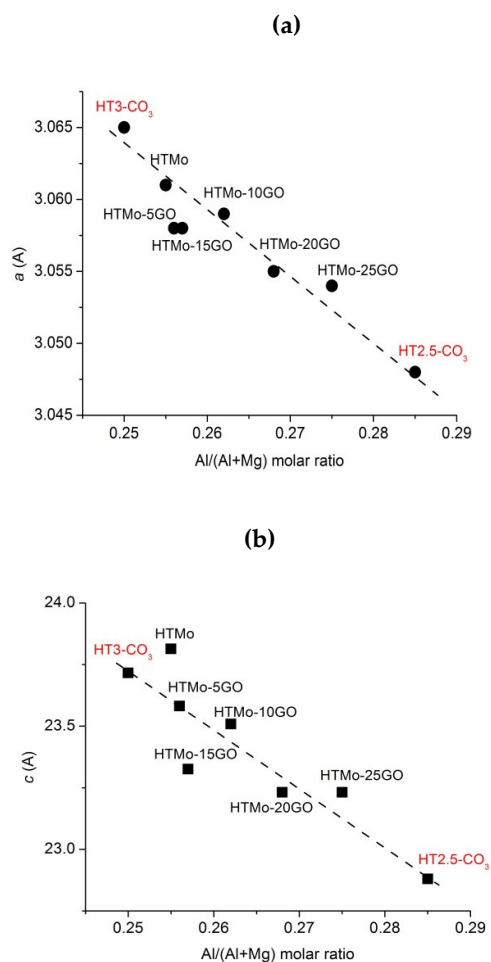 (a)
HT3-CO3
3.065
HTMo
3.060
HTMo-10GO
HTMo-5GO
HTMo-15GO
HTMo-20GO
a (A)
3.055
HTMo-25GO
3.050
HT2.5-CO3
3.045
0.25 0.26 0.27 0.28 0.29
Al/(Al+Mg) molar ratio
(b)
24.0
HTMo
HT3-CO3
HTMo-5GO
HTMo-10GO
23.5
c (A)
HTMo-15GO
HTMo-25GO
HTMo-20GO
23.0
HT2.5-CO3
0.25 0.26 0.27 0.28 0.29
Al/(Al+Mg) molar ratio